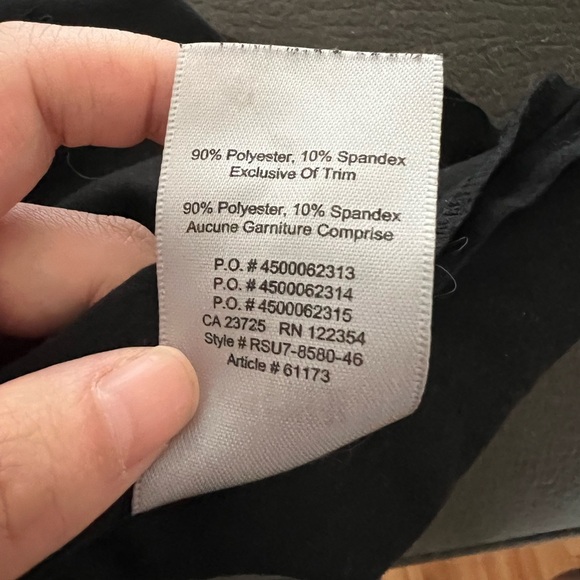 90% Polyester, 10% Spandex
Exclusive Of Trim
90% Polyester, 10% Spandex
Aucune Garniture Comprise
P.O. # 4500062313
P.O. # 4500062314
P.O. # 4500062315
CA 23725 RN 122354
Style # RSU7-8580-46
Article # 61173